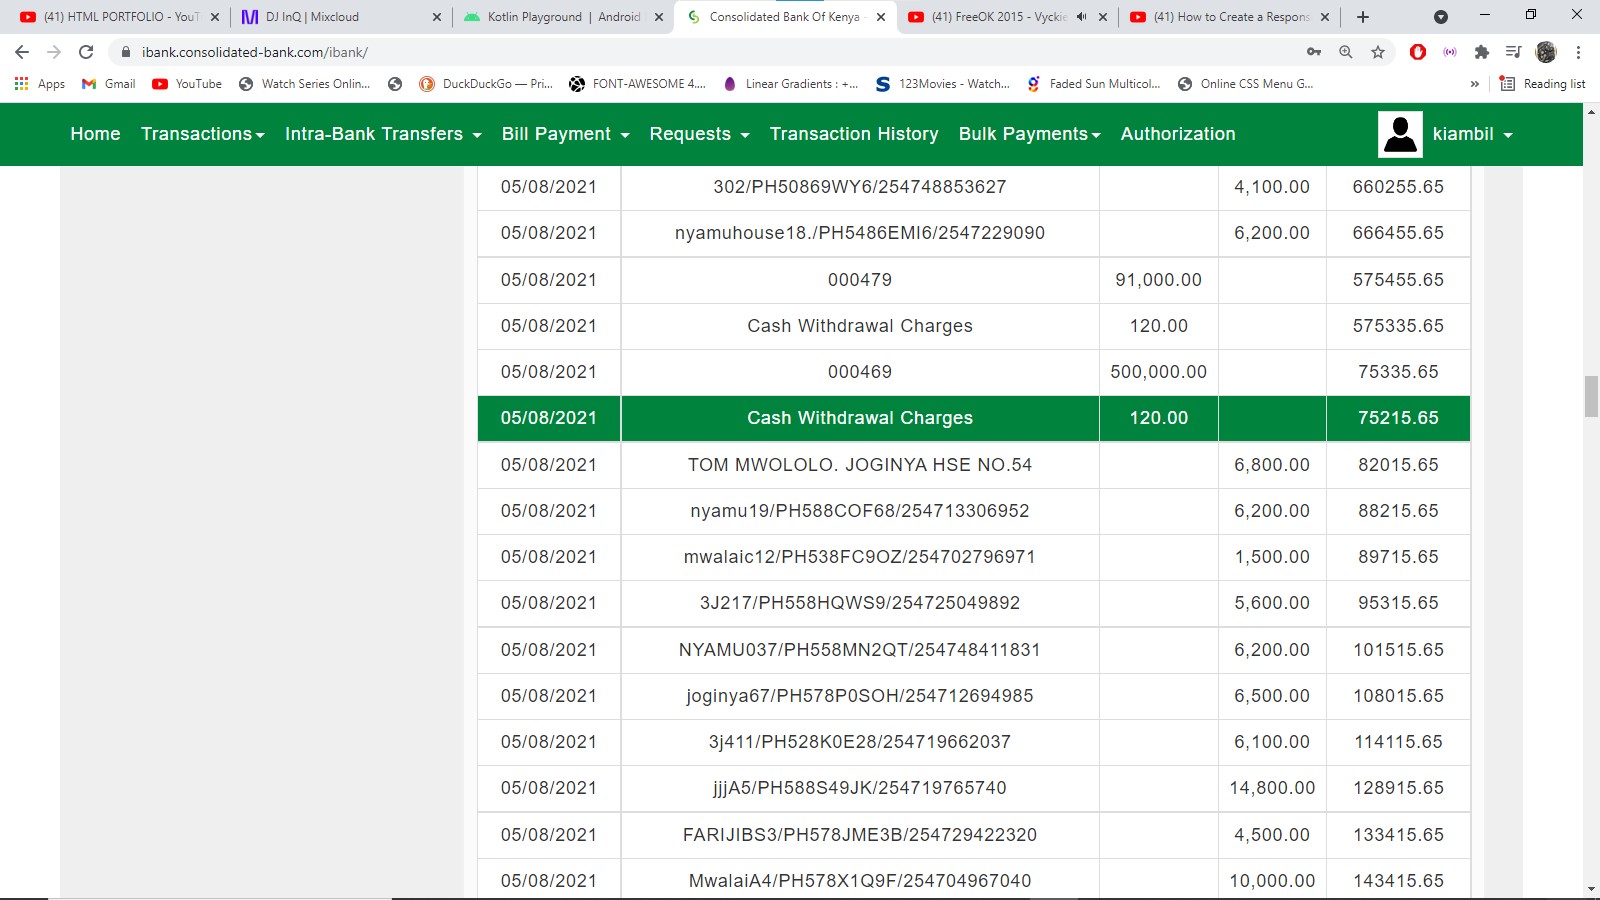 (41) HTML PORTFOLIO - YouT
DJ InQ | Mixcloud
Kotlin Playground | Android
Consolidated Bank Of Kenya -
(41) FreeOK 2015 - Vyckie
(41) How to Create a Respons
ibank.consolidated-bank.com/ibank/
Apps Gmail YouTube Watch Series Onlin... DuckDuckGo — Pri... FONT-AWESOME 4.... Linear Gradients : +... 123Movies - Watch... Faded Sun Multicol... Online CSS Menu G... » Reading list
Home Transactions Intra-Bank Transfers Bill Payment Requests Transaction History Bulk Payments Authorization kiambil
05/08/2021 302/PH50869WY6/254748853627 4,100.00 660255.65
05/08/2021 nyamuhouse18./PH5486EMI6/2547229090 6,200.00 666455.65
05/08/2021 000479 91,000.00 575455.65
05/08/2021 Cash Withdrawal Charges 120.00 575335.65
05/08/2021 000469 500,000.00 75335.65
05/08/2021 Cash Withdrawal Charges 120.00 75215.65
05/08/2021 TOM MWOLOLO. JOGINYA HSE NO.54 6,800.00 82015.65
05/08/2021 nyamu19/PH588COF68/254713306952 6,200.00 88215.65
05/08/2021 mwalaic12/PH538FC9OZ/254702796971 1,500.00 89715.65
05/08/2021 3J217/PH558HQWS9/254725049892 5,600.00 95315.65
05/08/2021 NYAMU037/PH558MN2QT/254748411831 6,200.00 101515.65
05/08/2021 joginya67/PH578P0SOH/254712694985 6,500.00 108015.65
05/08/2021 3j411/PH528K0E28/254719662037 6,100.00 114115.65
05/08/2021 jjjA5/PH588S49JK/254719765740 14,800.00 128915.65
05/08/2021 FARIJIBS3/PH578JME3B/254729422320 4,500.00 133415.65
05/08/2021 MwalaiA4/PH578X1Q9F/254704967040 10,000.00 143415.65